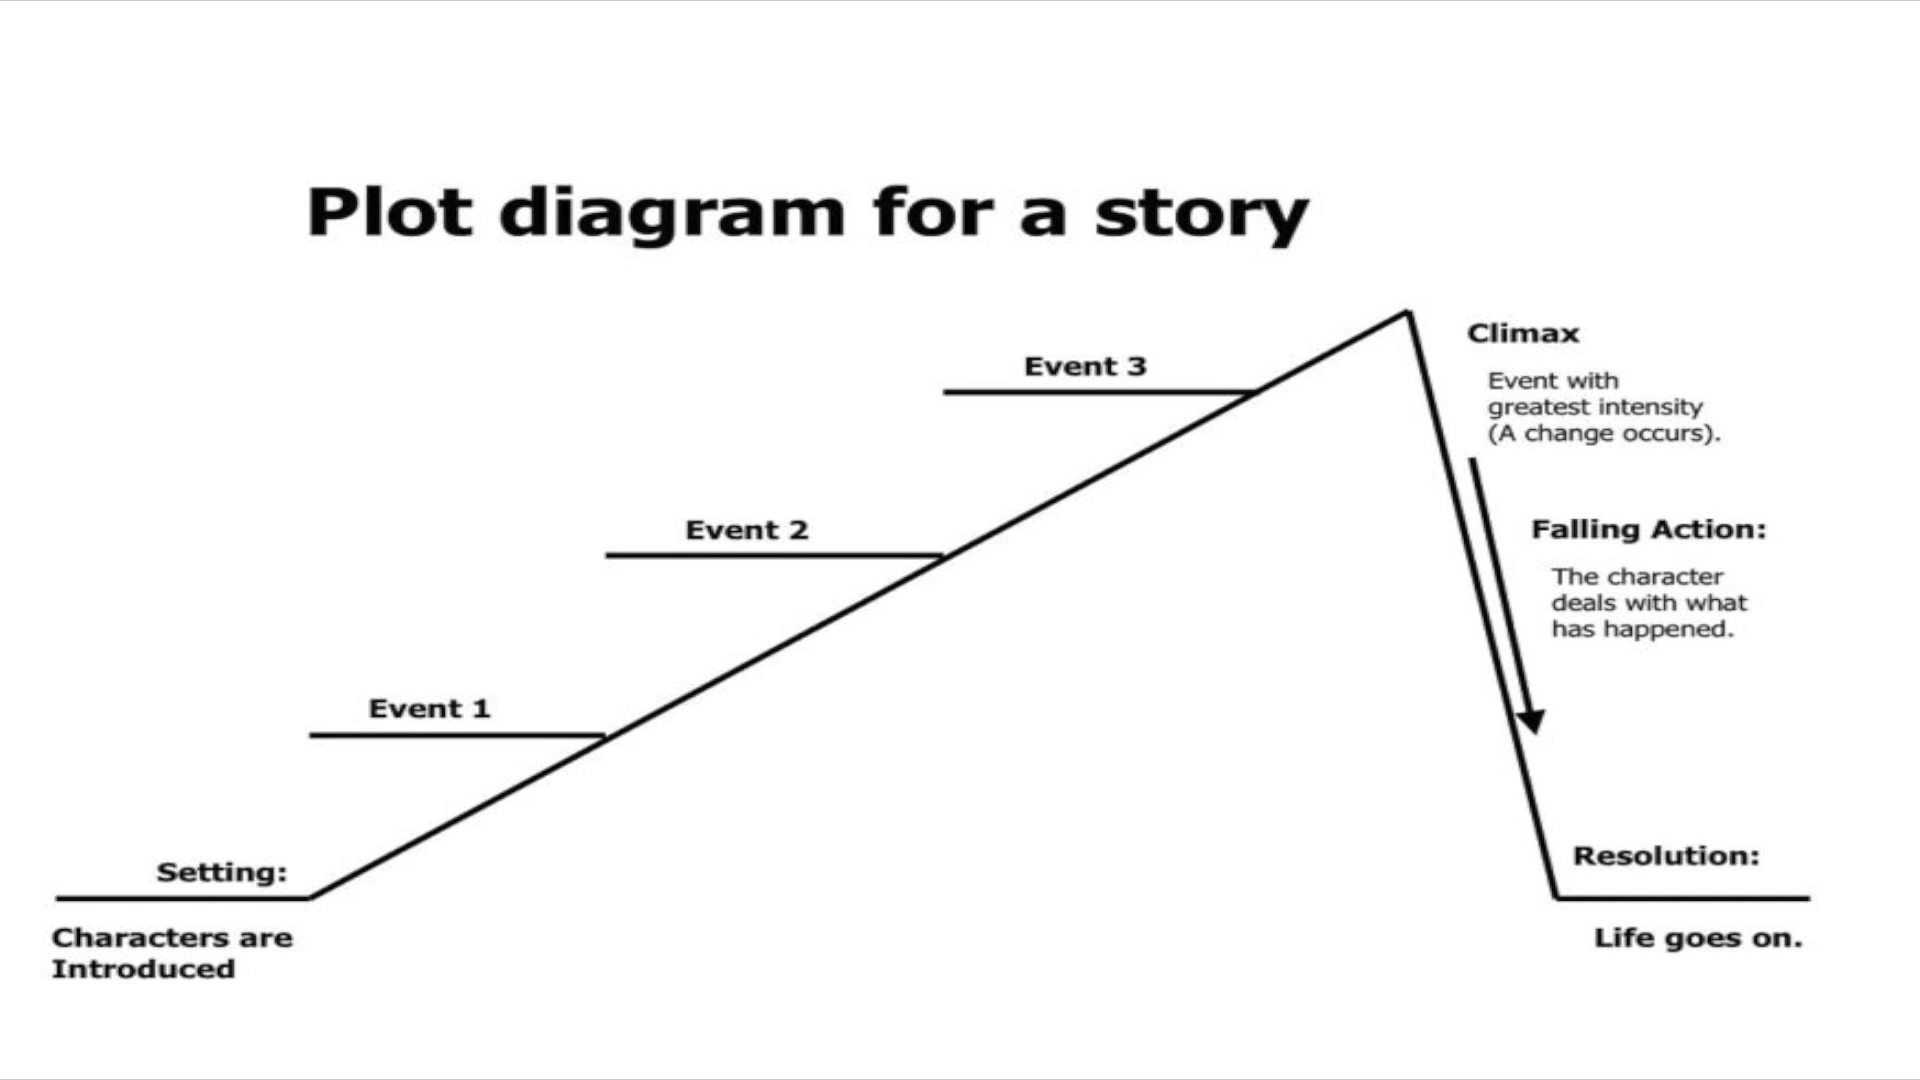 Plot diagram for a story
Climax
Event with
greatest intensity
(A change occurs).
Event 3
Event 2
Falling Action:
The character
deals with what
has happened.
Event 1
Setting:
Characters are
Introduced
Resolution:
Life goes on.